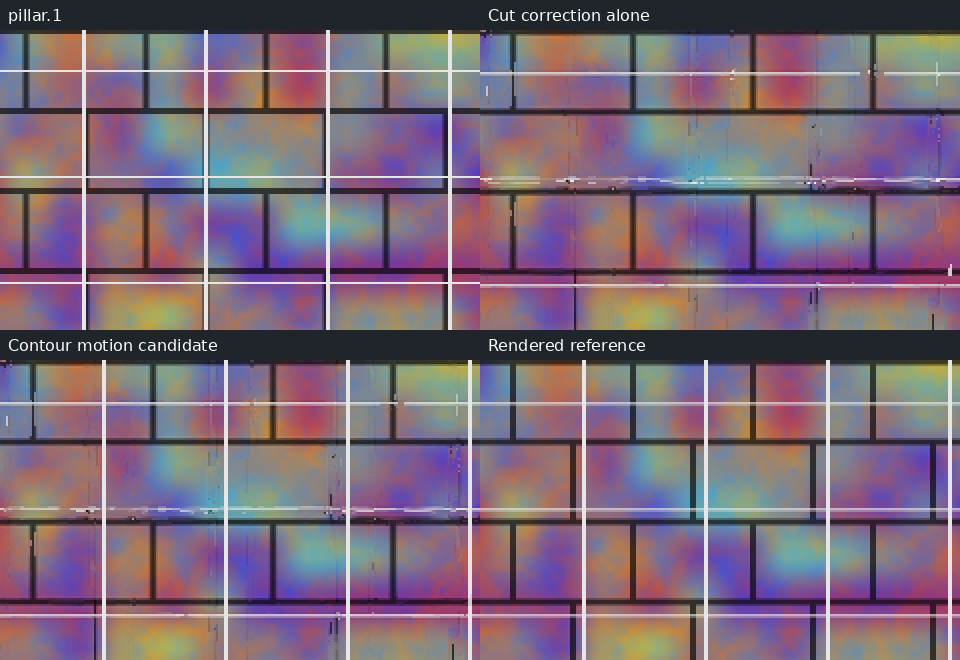 pillar.1
Cut correction alone
Contour motion candidate
Rendered reference